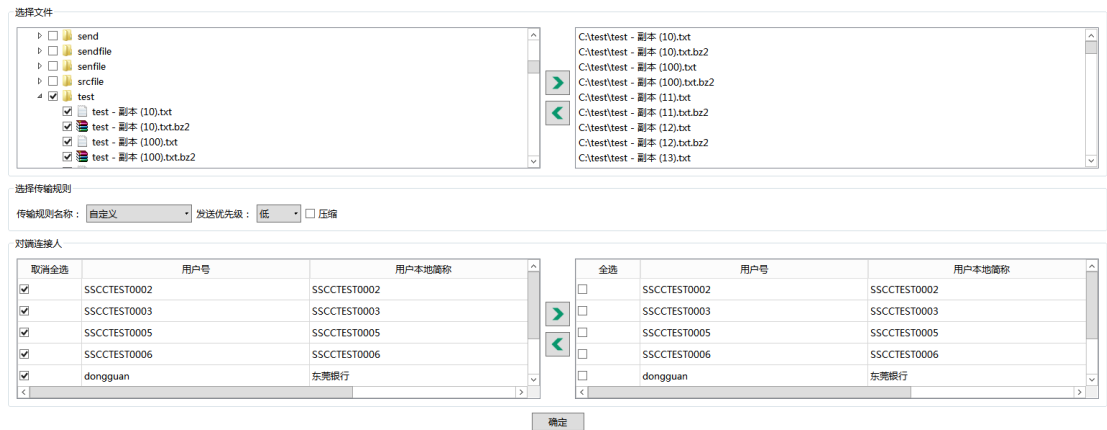 选择文件
send
sendfile
senfile
srcfile
test
test - 副本 (10).txt
test - 副本 (10).txt.bz2
test - 副本 (100).txt
test - 副本 (100).txt.bz2
C:\test\test - 副本 (10).txt
C:\test\test - 副本 (10).txt.bz2
C:\test\test - 副本 (100).txt
C:\test\test - 副本 (100).txt.bz2
C:\test\test - 副本 (11).txt
C:\test\test - 副本 (11).txt.bz2
C:\test\test - 副本 (12).txt
C:\test\test - 副本 (12).txt.bz2
C:\test\test - 副本 (13).txt
选择传输规则
传输规则名称： 自定义 发送优先级： 低 压缩
对端连接人
取消全选 用户号 用户本地简称
SSCCTEST0002 SSCCTEST0002
SSCCTEST0003 SSCCTEST0003
SSCCTEST0005 SSCCTEST0005
SSCCTEST0006 SSCCTEST0006
dongguan 东莞银行
全选 用户号 用户本地简称
SSCCTEST0002 SSCCTEST0002
SSCCTEST0003 SSCCTEST0003
SSCCTEST0005 SSCCTEST0005
SSCCTEST0006 SSCCTEST0006
dongguan 东莞银行
确定